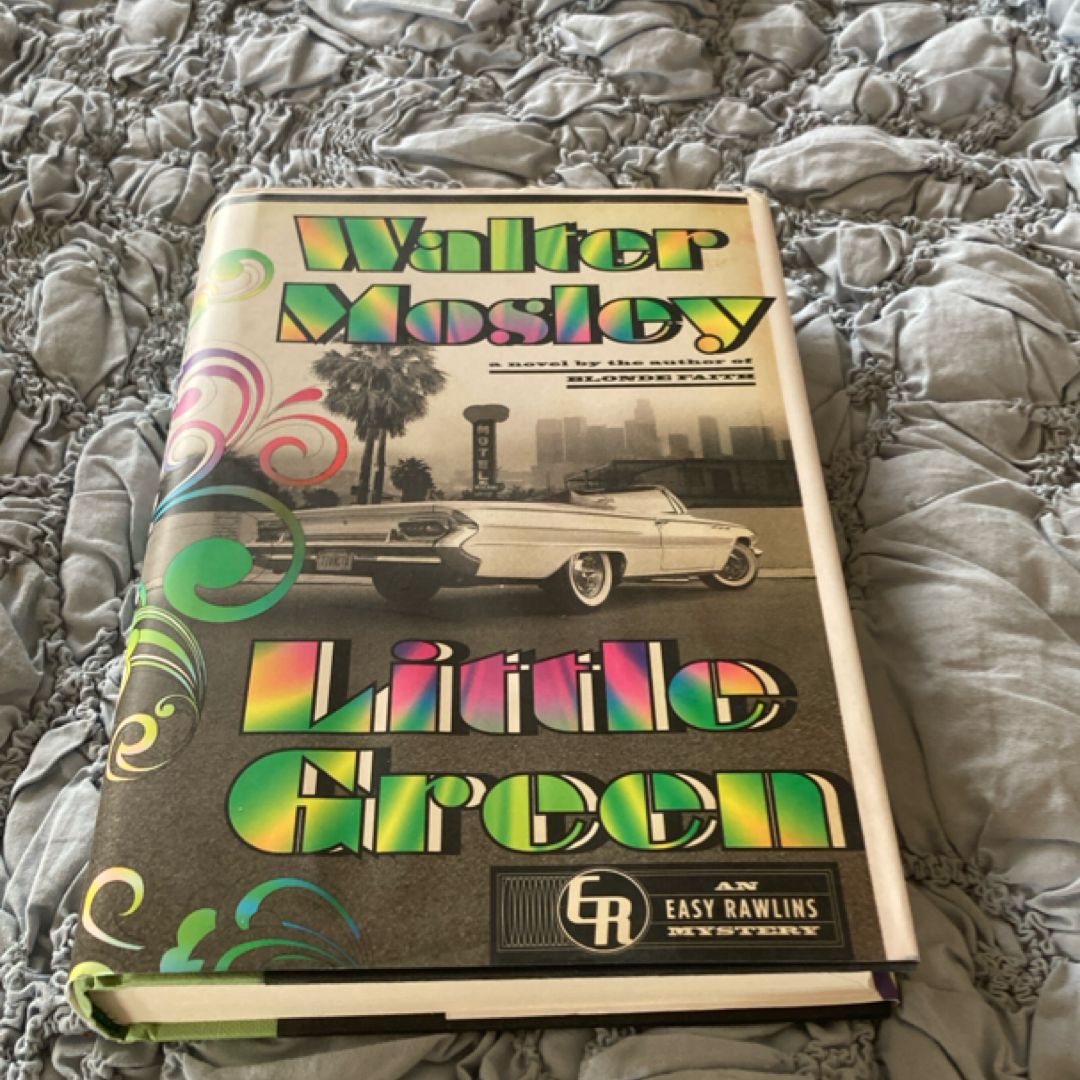 Walter
Mosley
a novel by the author of
BLONDE FAITH
MOTEL
Little
Green
ER
AN
EASY RAWLINS
MYSTERY